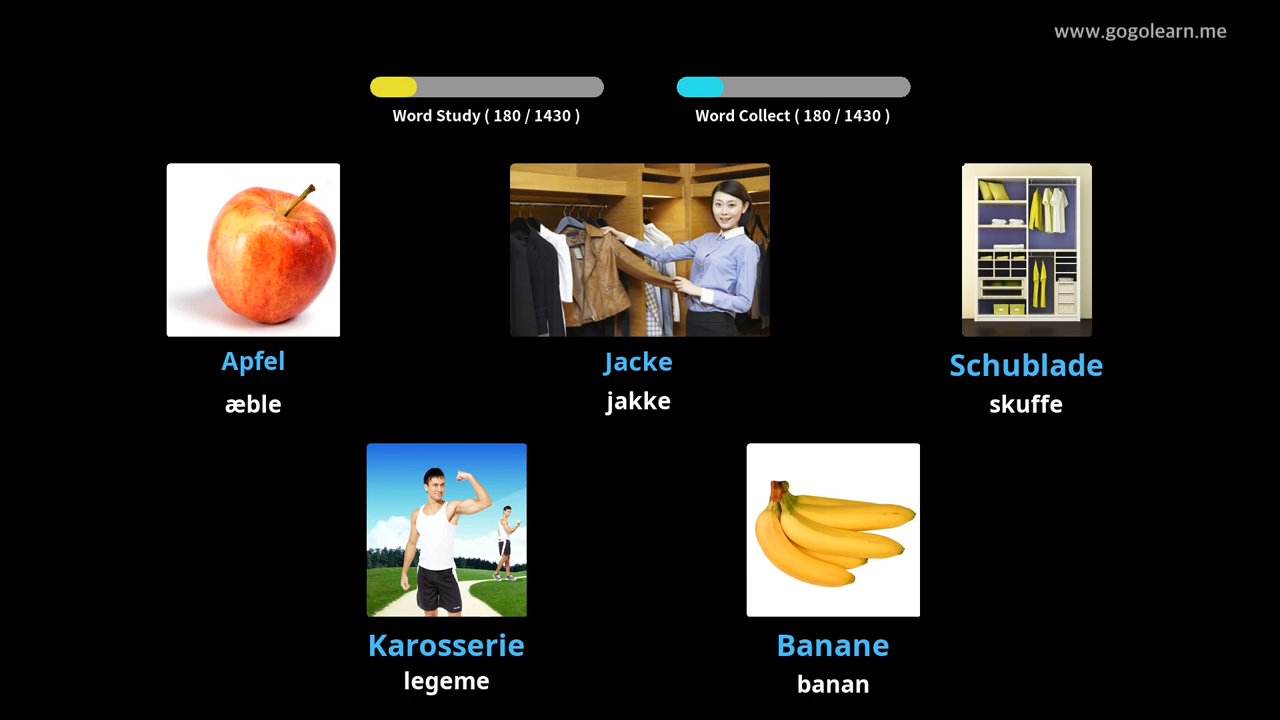 www.gogolearn.me
Word Study ( 180 / 1430 )
Word Collect ( 180 / 1430 )
Apfel
æble
Jacke
jakke
Schublade
skuffe
Karosserie
legeme
Banane
banan